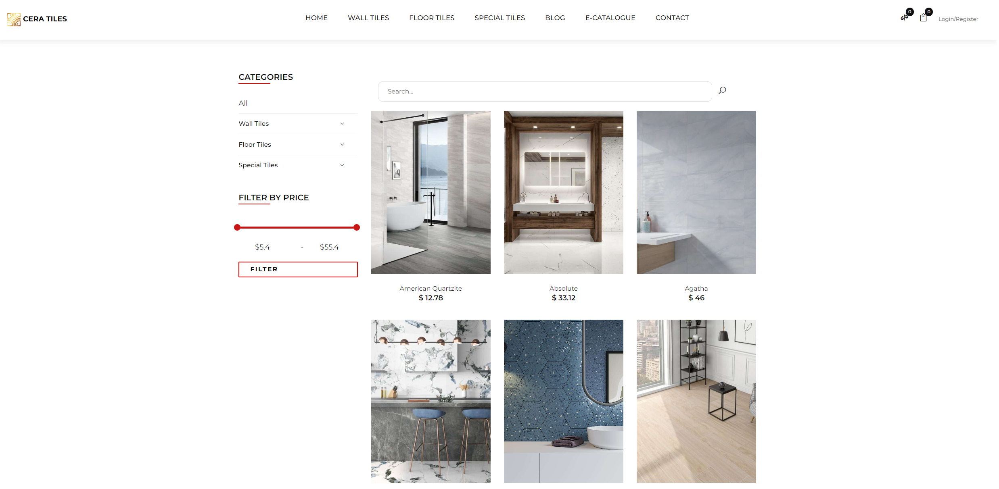 CERA TILES
HOME WALL TILES FLOOR TILES SPECIAL TILES BLOG E-CATALOGUE CONTACT
0 0 Login/Register
CATEGORIES
All
Wall Tiles
Floor Tiles
Special Tiles
FILTER BY PRICE
$5.4 - $55.4
FILTER
Search...
American Quartzite
$ 12.78
Absolute
$ 33.12
Agatha
$ 46